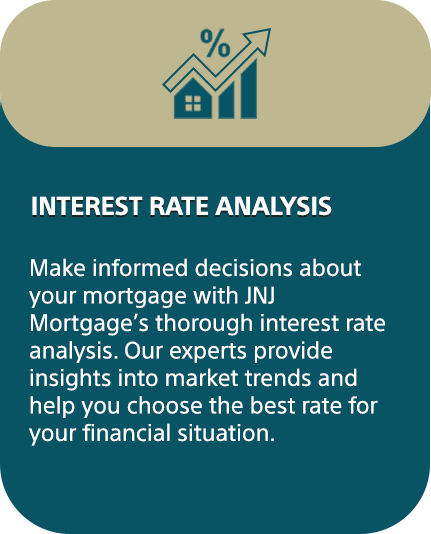 %
INTEREST RATE ANALYSIS
Make informed decisions about
your mortgage with JNJ
Mortgage’s thorough interest rate
analysis. Our experts provide
insights into market trends and
help you choose the best rate for
your financial situation.